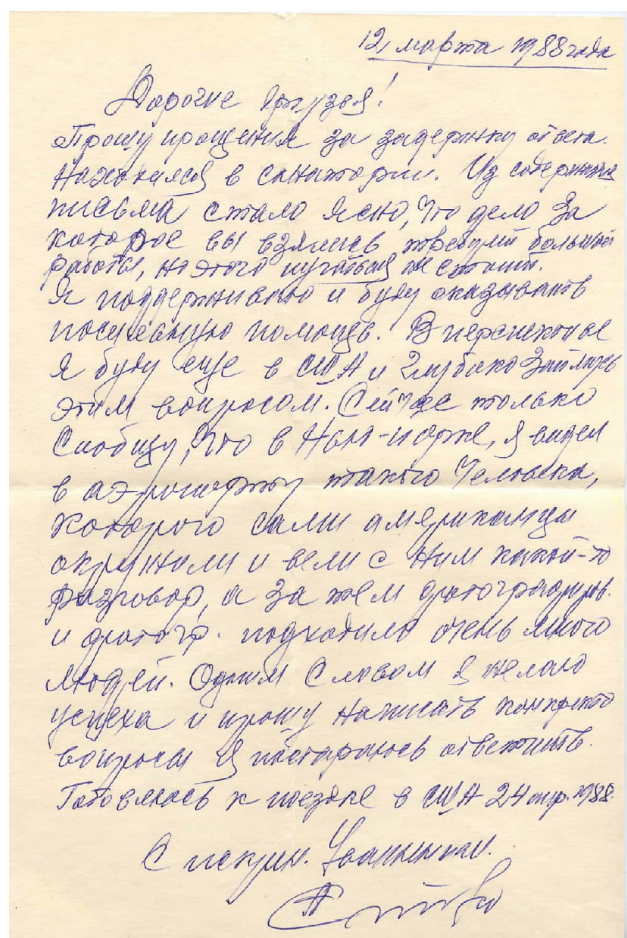 12 марта 1988 года
Дорогие друзья!
Прошу прощения за задержку ответа.
Находился в санатории. Из содержания
письма стало ясно, что дело за
которое вы взялись требует большой
работы, но этого пугаться не стоит.
Я поддерживаю и буду оказывать
посильную помощь. В перспективе
я буду еще в США и глубоко займусь
этим вопросом. Сейчас только
сообщу, что в Нью-Йорке, я видел
в аэропорту такого человека,
которого сами американцы
окружили и вели с ним какой-то
разговор, а за тем фотографиров.
и фотогр. подходило очень много
людей. Одним словом я желаю
успеха и прошу написать конкретно
вопросы я постараюсь ответить.
Готовлюсь к поездке в США 24 апр. 1988.
С искрен. Уважением.